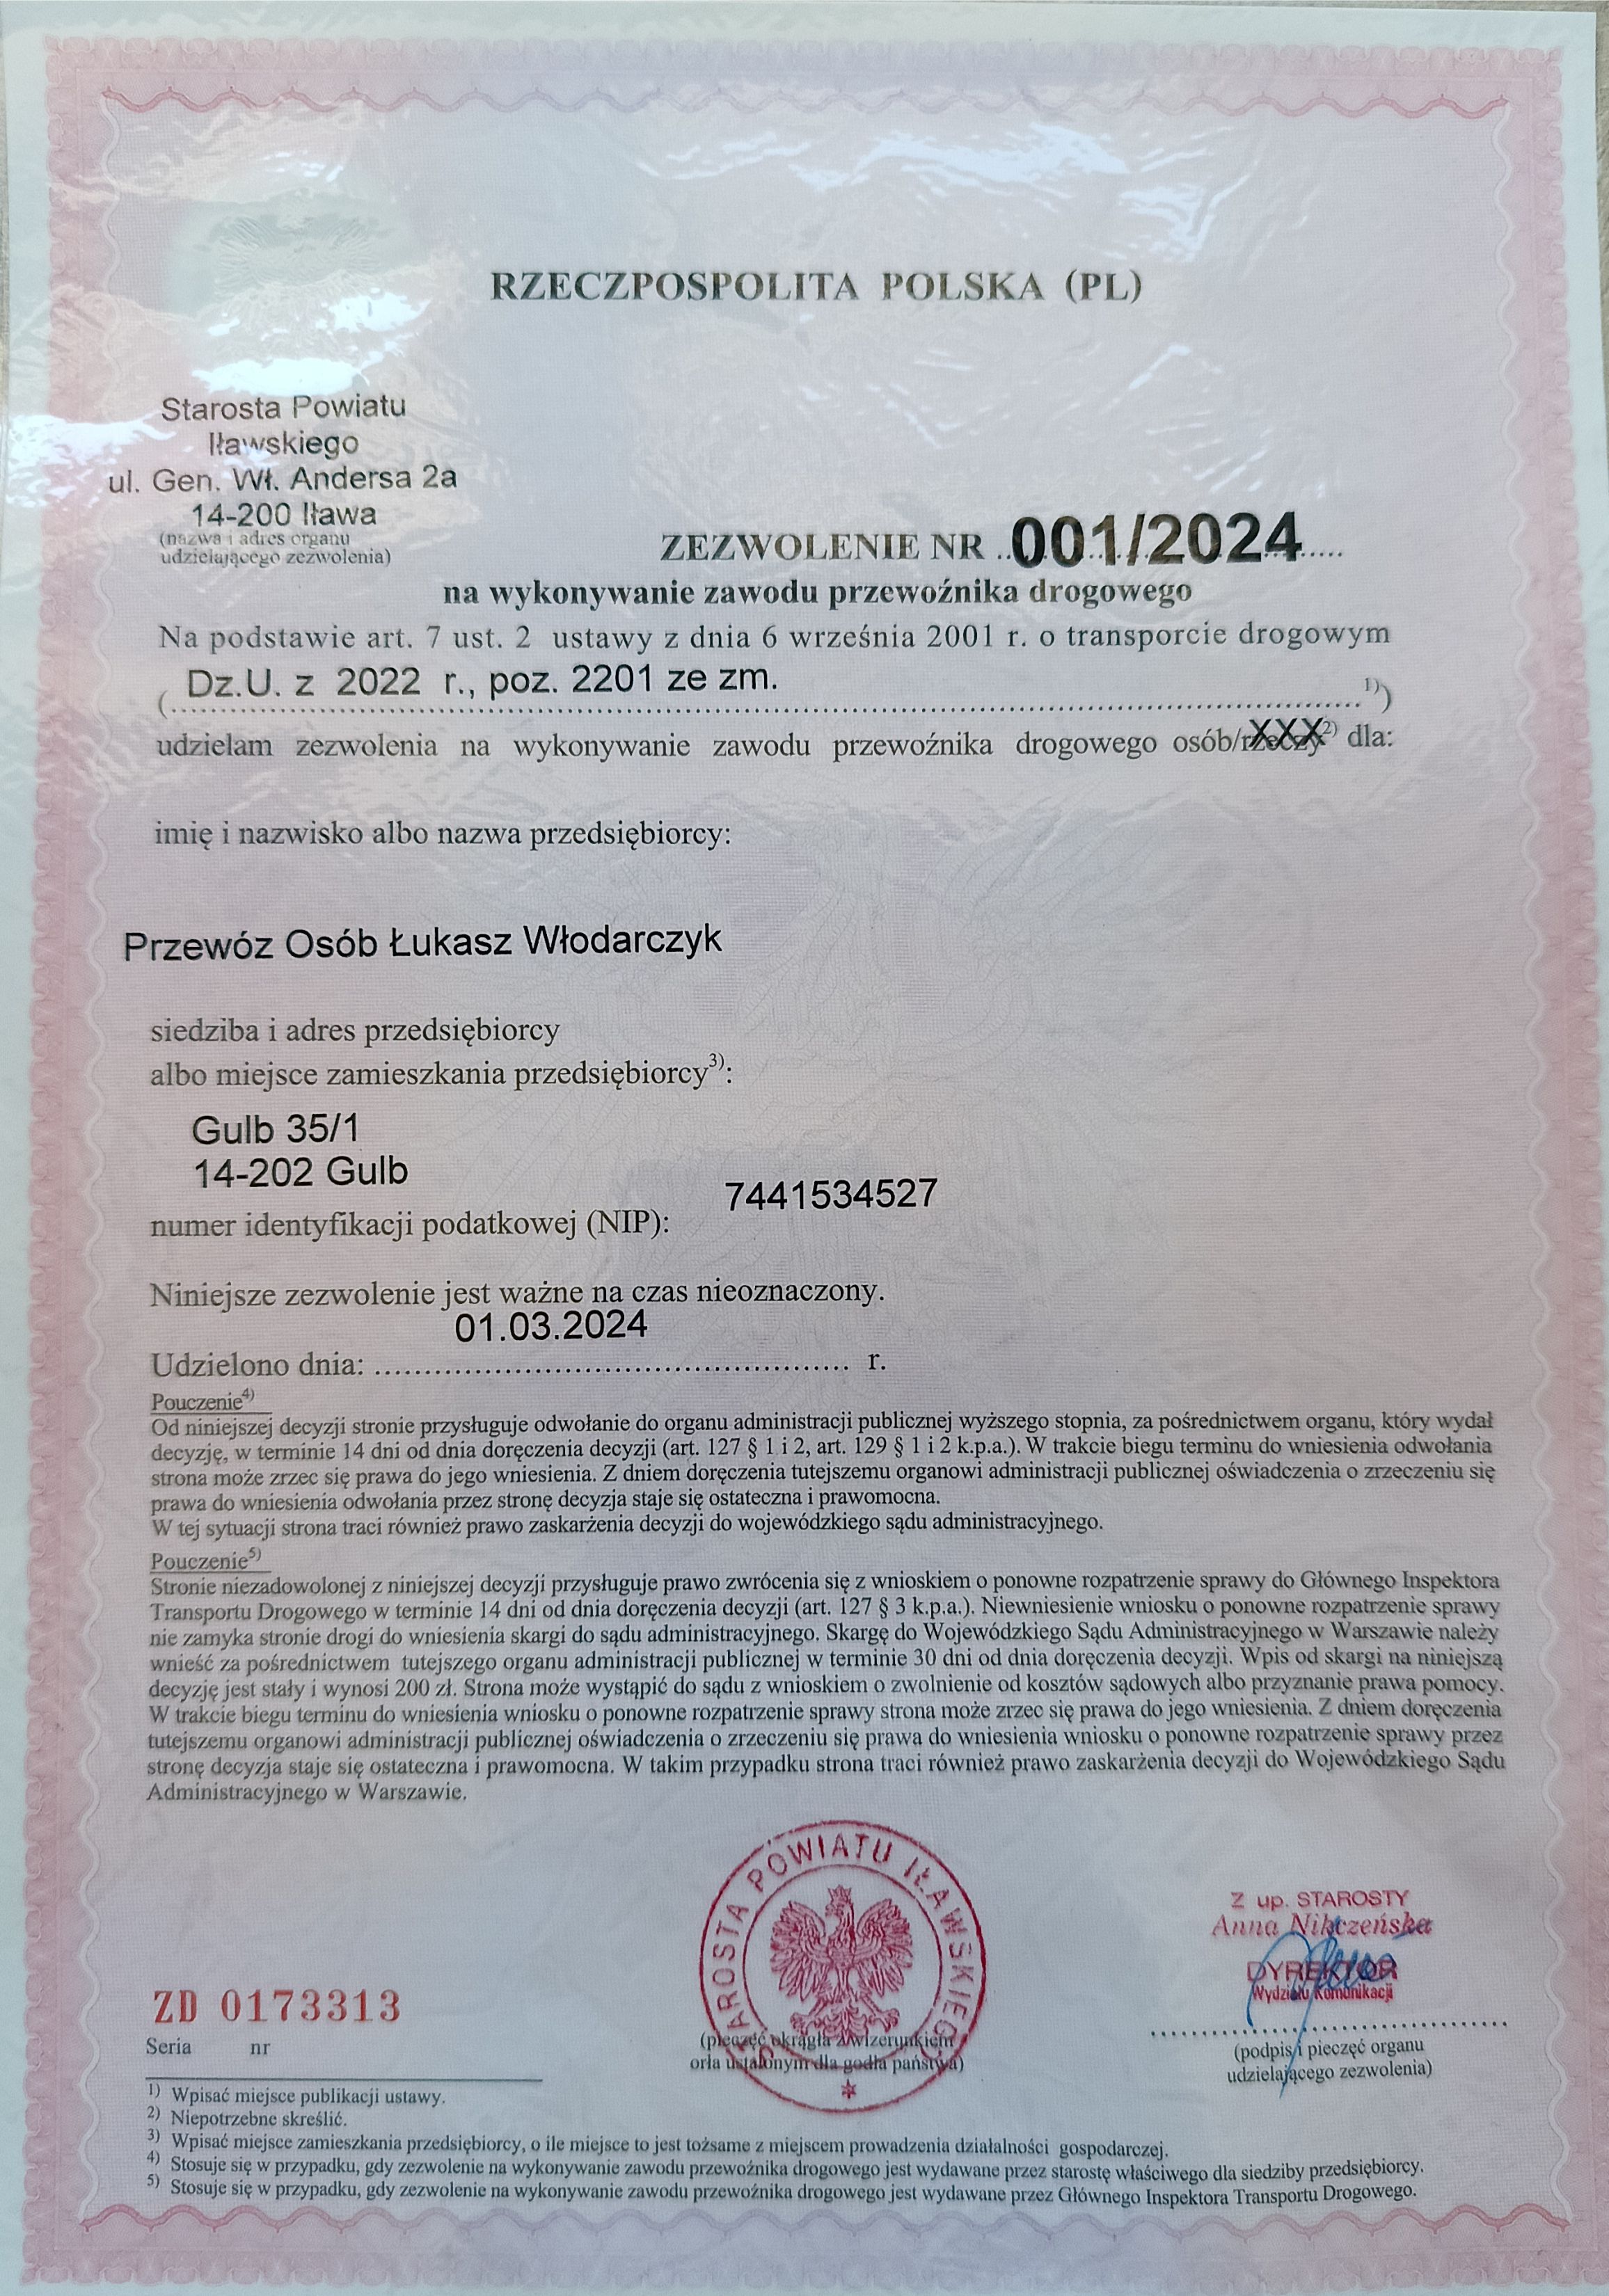 RZECZPOSPOLITA POLSKA (PL)
Starosta Powiatu
Iławskiego
ul. Gen. Wł. Andersa 2a
14-200 Iława
(nazwa i adres organu
udzielającego zezwolenia)
ZEZWOLENIE NR ..001/2024.....
na wykonywanie zawodu przewoźnika drogowego
Na podstawie art. 7 ust. 2 ustawy z dnia 6 września 2001 r. o transporcie drogowym
( Dz.U. z 2022 r., poz. 2201 ze zm. 1))
udzielam zezwolenia na wykonywanie zawodu przewoźnika drogowego osób/rzeczy XXX 2) dla:
imię i nazwisko albo nazwa przedsiębiorcy:
Przewóz Osób Łukasz Włodarczyk
siedziba i adres przedsiębiorcy
albo miejsce zamieszkania przedsiębiorcy3):
Gulb 35/1
14-202 Gulb
7441534527
numer identyfikacji podatkowej (NIP):
Niniejsze zezwolenie jest ważne na czas nieoznaczony.
01.03.2024
Udzielono dnia: .................................................. r.
Pouczenie4)
Od niniejszej decyzji stronie przysługuje odwołanie do organu administracji publicznej wyższego stopnia, za pośrednictwem organu, który wydał
decyzję, w terminie 14 dni od dnia doręczenia decyzji (art. 127 § 1 i 2, art. 129 § 1 i 2 k.p.a.). W trakcie biegu terminu do wniesienia odwołania
strona może zrzec się prawa do jego wniesienia. Z dniem doręczenia tutejszemu organowi administracji publicznej oświadczenia o zrzeczeniu się
prawa do wniesienia odwołania przez stronę decyzja staje się ostateczna i prawomocna.
W tej sytuacji strona traci również prawo zaskarżenia decyzji do wojewódzkiego sądu administracyjnego.
Pouczenie5)
Stronie niezadowolonej z niniejszej decyzji przysługuje prawo zwrócenia się z wnioskiem o ponowne rozpatrzenie sprawy do Głównego Inspektora
Transportu Drogowego w terminie 14 dni od dnia doręczenia decyzji (art. 127 § 3 k.p.a.). Niewniesienie wniosku o ponowne rozpatrzenie sprawy
nie zamyka stronie drogi do wniesienia skargi do sądu administracyjnego. Skargę do Wojewódzkiego Sądu Administracyjnego w Warszawie należy
wnieść za pośrednictwem tutejszego organu administracji publicznej w terminie 30 dni od dnia doręczenia decyzji. Wpis od skargi na niniejszą
decyzję jest stały i wynosi 200 zł. Strona może wystąpić do sądu z wnioskiem o zwolnienie od kosztów sądowych albo przyznanie prawa pomocy.
W trakcie biegu terminu do wniesienia wniosku o ponowne rozpatrzenie sprawy strona może zrzec się prawa do jego wniesienia. Z dniem doręczenia
tutejszemu organowi administracji publicznej oświadczenia o zrzeczeniu się prawa do wniesienia wniosku o ponowne rozpatrzenie sprawy przez
stronę decyzja staje się ostateczna i prawomocna. W takim przypadku strona traci również prawo zaskarżenia decyzji do Wojewódzkiego Sądu
Administracyjnego w Warszawie.
STAROSTA POWIATU IŁAWSKIEGO
(pieczęć okrągła z wizerunkiem
orła ustalonym dla godła państwa)
Z up. STAROSTY
Anna
DYREKTOR
Wydziału Komunikacji
(podpis i pieczęć organu
udzielającego zezwolenia)
ZD 0173313
Seria nr
1) Wpisać miejsce publikacji ustawy.
2) Niepotrzebne skreślić.
3) Wpisać miejsce zamieszkania przedsiębiorcy, o ile miejsce to jest tożsame z miejscem prowadzenia działalności gospodarczej.
4) Stosuje się w przypadku, gdy zezwolenie na wykonywanie zawodu przewoźnika drogowego jest wydawane przez starostę właściwego dla siedziby przedsiębiorcy.
5) Stosuje się w przypadku, gdy zezwolenie na wykonywanie zawodu przewoźnika drogowego jest wydawane przez Głównego Inspektora Transportu Drogowego.